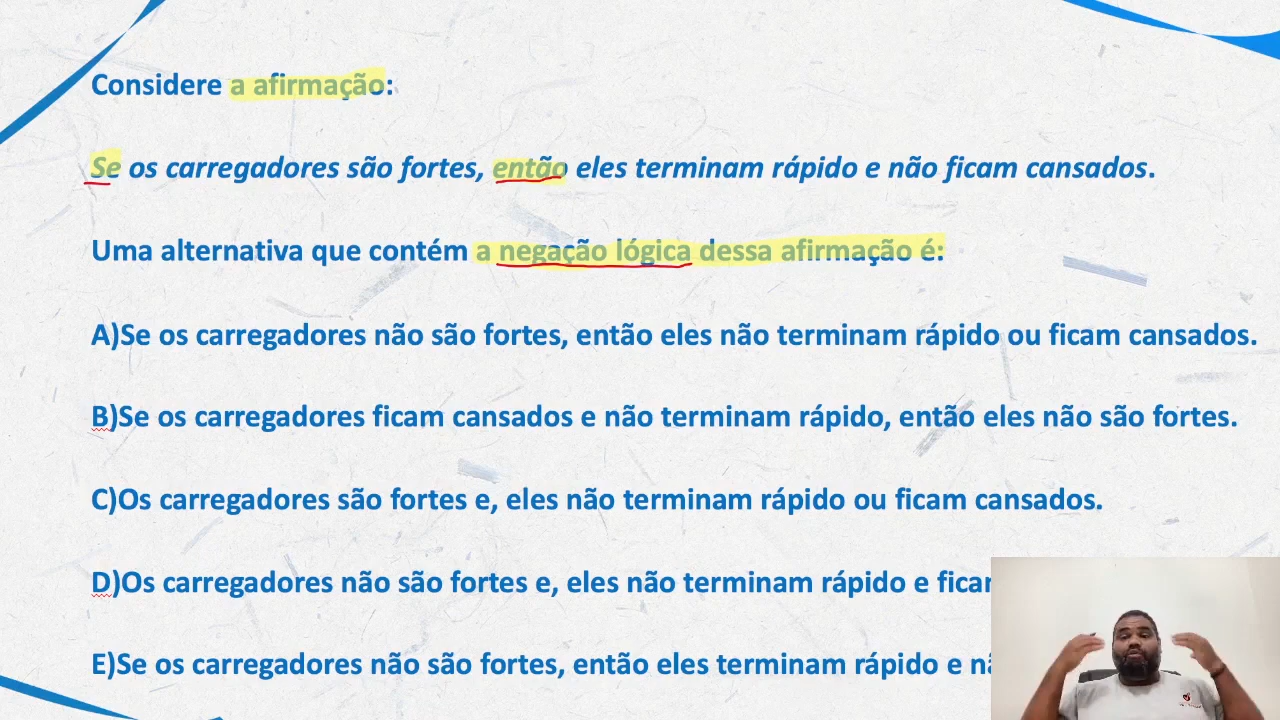 Considere a afirmação:
Se os carregadores são fortes, então eles terminam rápido e não ficam cansados.
Uma alternativa que contém a negação lógica dessa afirmação é:
A)Se os carregadores não são fortes, então eles não terminam rápido ou ficam cansados.
B)Se os carregadores ficam cansados e não terminam rápido, então eles não são fortes.
C)Os carregadores são fortes e, eles não terminam rápido ou ficam cansados.
D)Os carregadores não são fortes e, eles não terminam rápido e
E)Se os carregadores não são fortes, então eles terminam rápido e